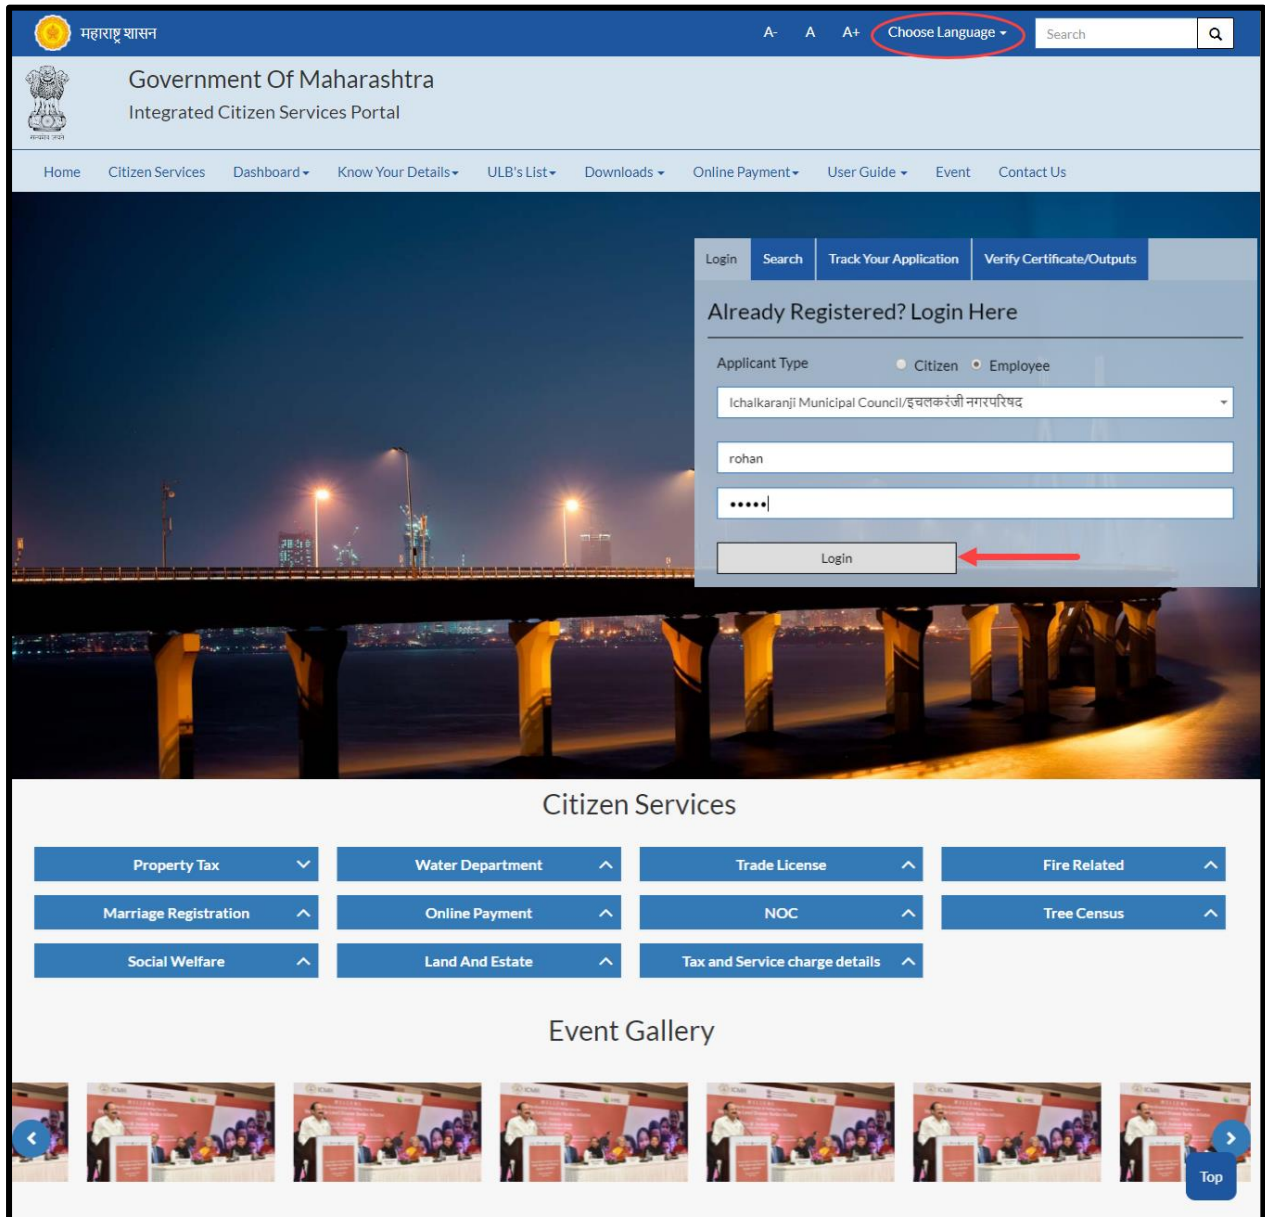 महाराष्ट्र शासन
A- A A+ Choose Language Search
Government Of Maharashtra
Integrated Citizen Services Portal
सत्यमेव जयते
Home Citizen Services Dashboard Know Your Details ULB's List Downloads Online Payment User Guide Event Contact Us
Login Search Track Your Application Verify Certificate/Outputs
Already Registered? Login Here
Applicant Type Citizen Employee
Ichalkaranji Municipal Council/इचलकरंजी नगरपरिषद
rohan
•••••
Login
Citizen Services
Property Tax Water Department Trade License Fire Related
Marriage Registration Online Payment NOC Tree Census
Social Welfare Land And Estate Tax and Service charge details
Event Gallery
Top